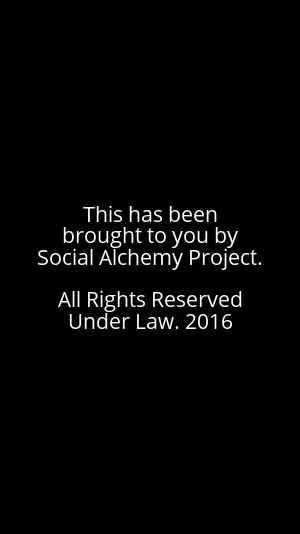 This has been
brought to you by
Social Alchemy Project.
All Rights Reserved
Under Law. 2016